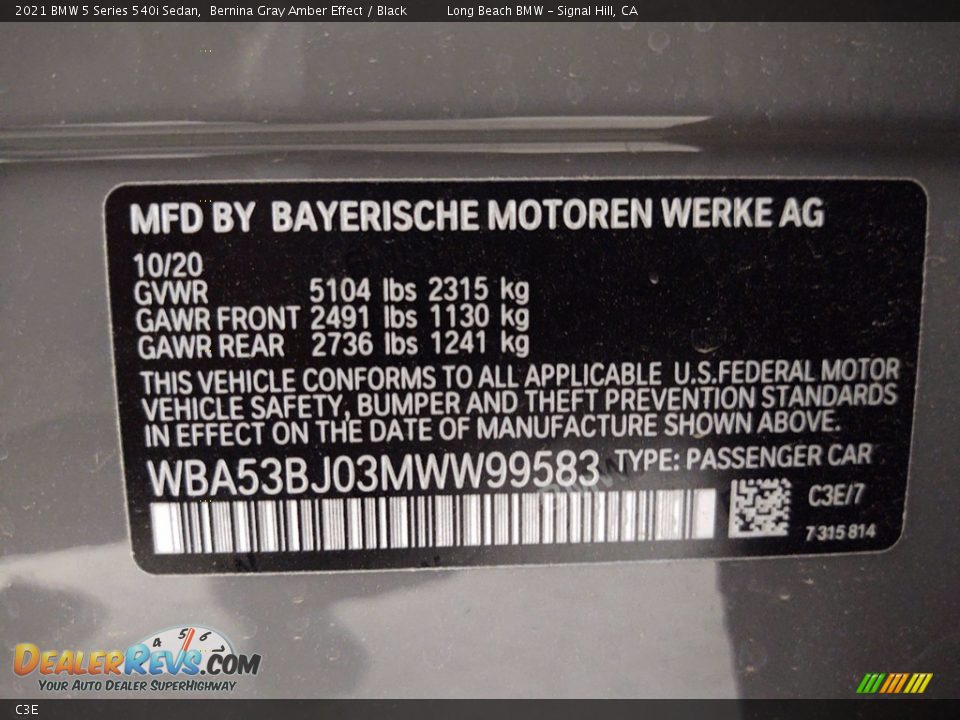 2021 BMW 5 Series 540i Sedan,  Bernina Gray Amber Effect / Black    Long Beach BMW - Signal Hill, CA
MFD BY BAYERISCHE MOTOREN WERKE AG
10/20
GVWR 5104 lbs 2315 kg
GAWR FRONT 2491 lbs 1130 kg
GAWR REAR 2736 lbs 1241 kg
THIS VEHICLE CONFORMS TO ALL APPLICABLE U.S.FEDERAL MOTOR
VEHICLE SAFETY, BUMPER AND THEFT PREVENTION STANDARDS
IN EFFECT ON THE DATE OF MANUFACTURE SHOWN ABOVE.
WBA53BJ03MWW99583 TYPE: PASSENGER CAR
C3E/7
7315814
4 5 6
DEALERREVS.COM
YOUR AUTO DEALER SUPERHIGHWAY
C3E